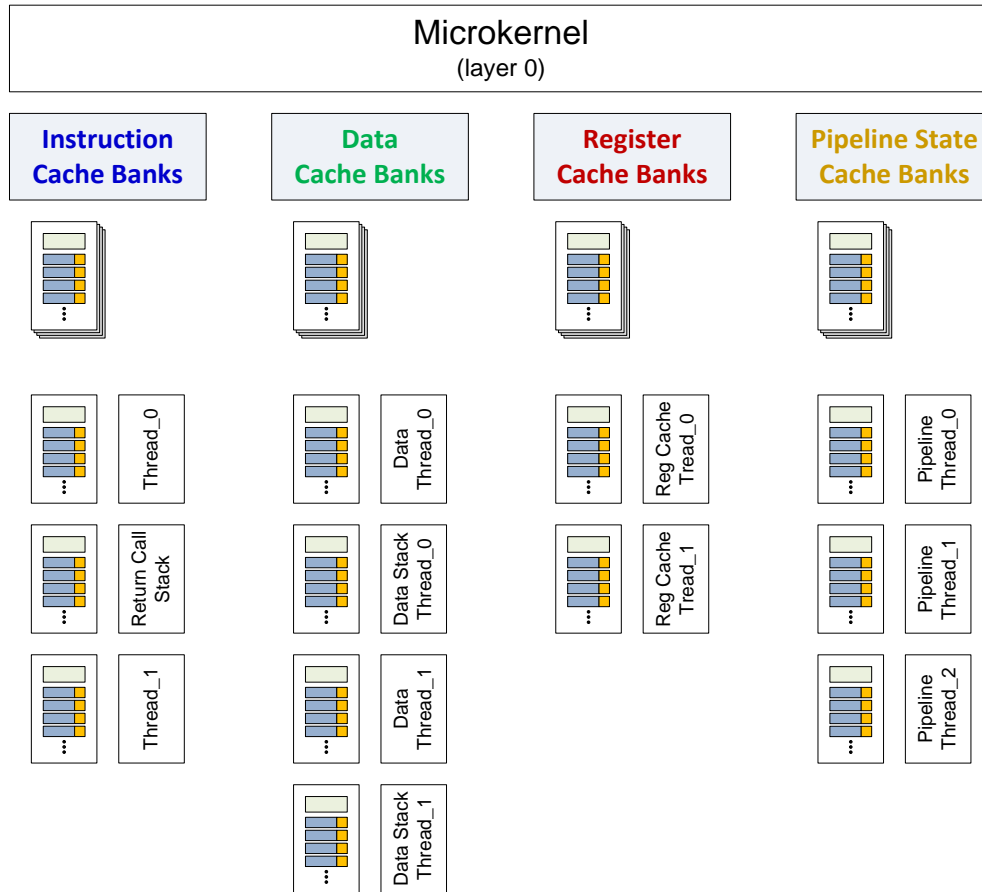 Microkernel
(layer 0)
Instruction
Cache Banks
Data
Cache Banks
Register
Cache Banks
Pipeline State
Cache Banks
Thread_0
Data
Thread_0
Reg Cache
Tread_0
Pipeline
Thread_0
Return Call
Stack
Data Stack
Thread_0
Reg Cache
Tread_1
Pipeline
Thread_1
Thread_1
Data
Thread_1
Pipeline
Thread_2
Data Stack
Thread_1